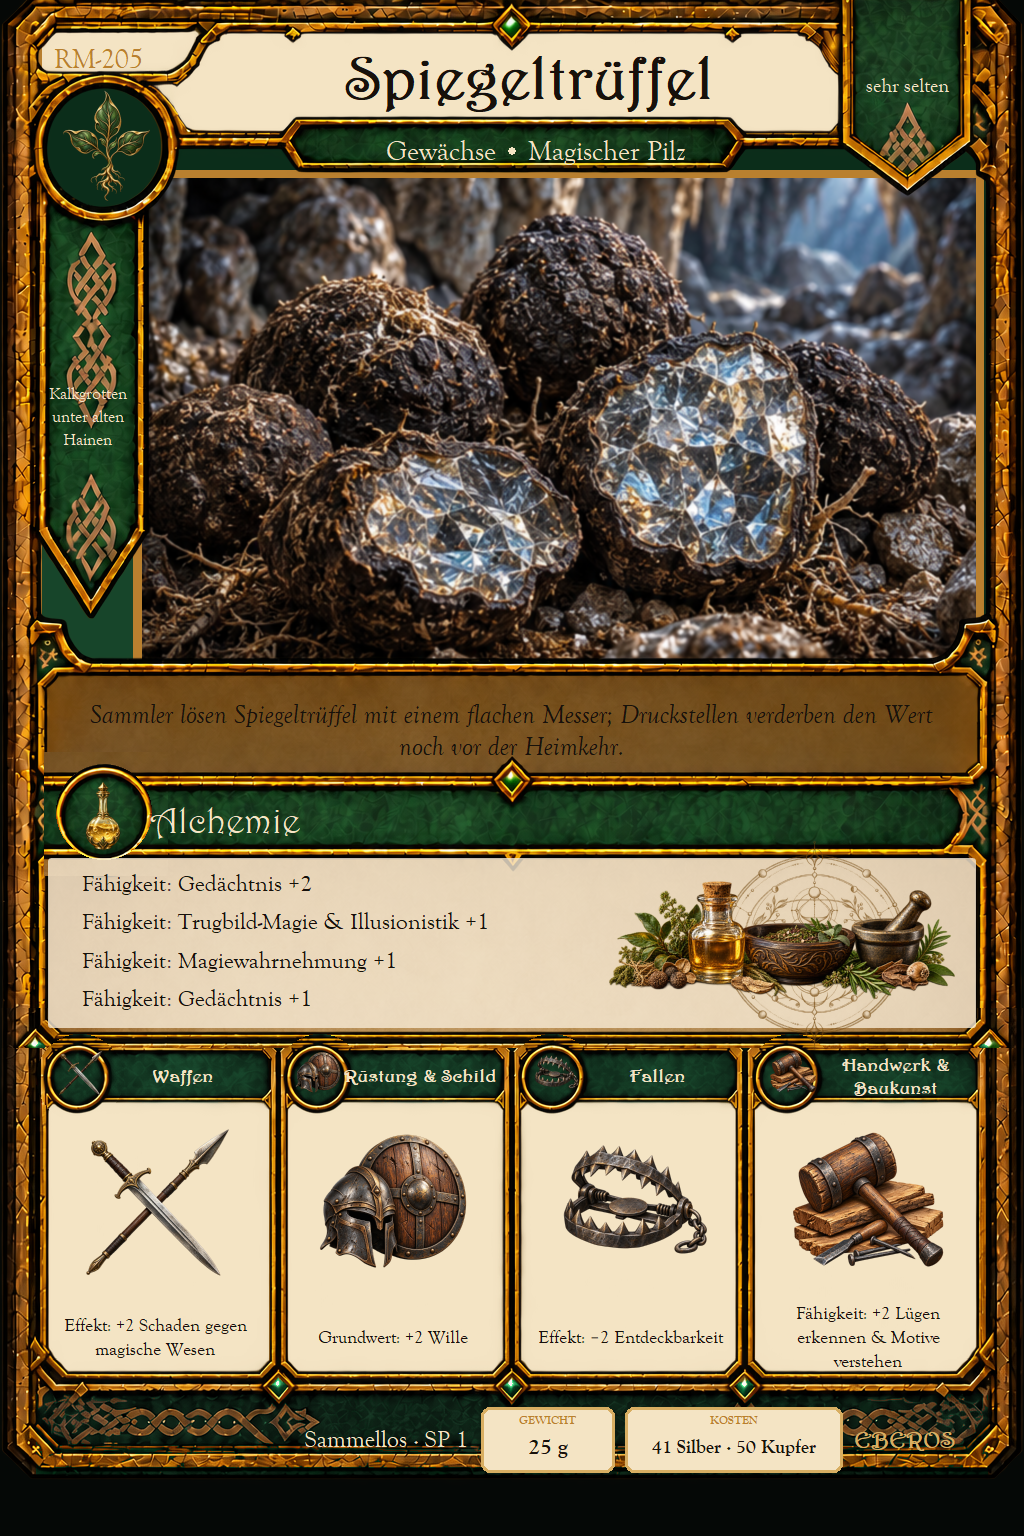 RM-205
Spiegeltrüffel
sehr selten
Gewächse • Magischer Pilz
Kalkgrotten
unter alten
Hainen
Sammler lösen Spiegeltrüffel mit einem flachen Messer; Druckstellen verderben den Wert
noch vor der Heimkehr.
Alchemie
Fähigkeit: Gedächtnis +2
Fähigkeit: Trugbild-Magie & Illusionistik +1
Fähigkeit: Magiewahrnehmung +1
Fähigkeit: Gedächtnis +1
Waffen
Effekt: +2 Schaden gegen
magische Wesen
Rüstung & Schild
Grundwert: +2 Wille
Fallen
Effekt: −2 Entdeckbarkeit
Handwerk &
Baukunst
Fähigkeit: +2 Lügen
erkennen & Motive
verstehen
Sammellos · SP 1
GEWICHT
25 g
KOSTEN
41 Silber · 50 Kupfer
EBEROS